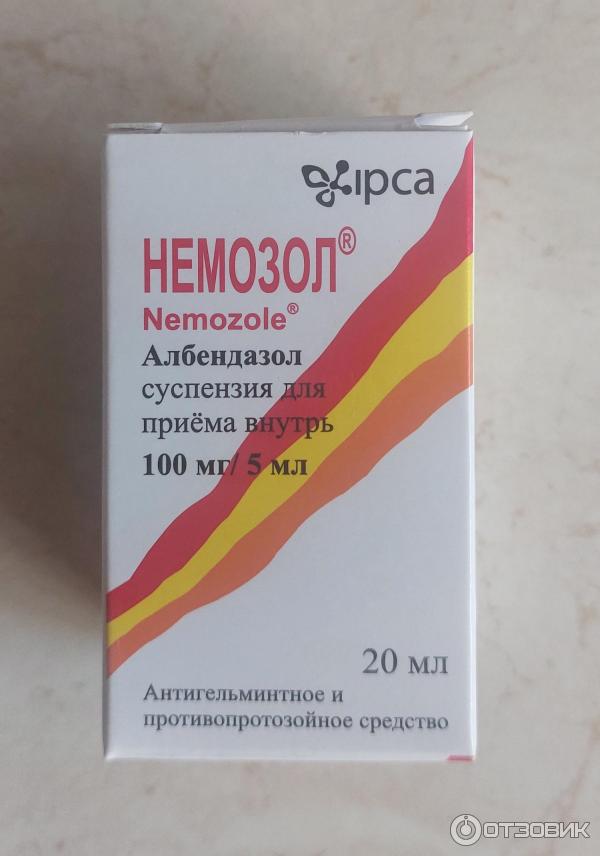 ipca
НЕМОЗОЛ®
Nemozole®
Албендазол
суспензия для
приёма внутрь
100 мг/ 5 мл
20 мл
Антигельминтное и
противопротозойное средство
ОТЗОВИК